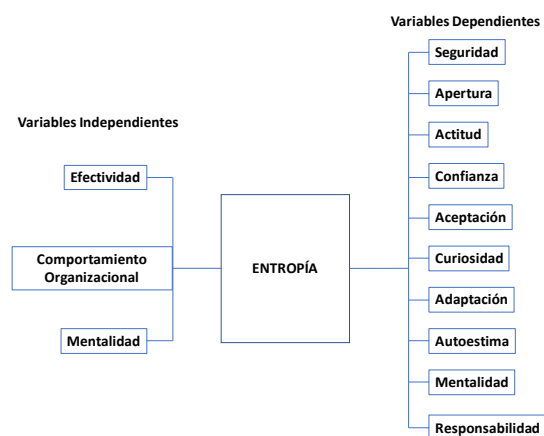 Variables Dependientes
Seguridad
Apertura
Actitud
Confianza
Aceptación
Curiosidad
Adaptación
Autoestima
Mentalidad
Responsabilidad
Variables Independientes
Efectividad
Comportamiento
Organizacional
Mentalidad
ENTROPÍA